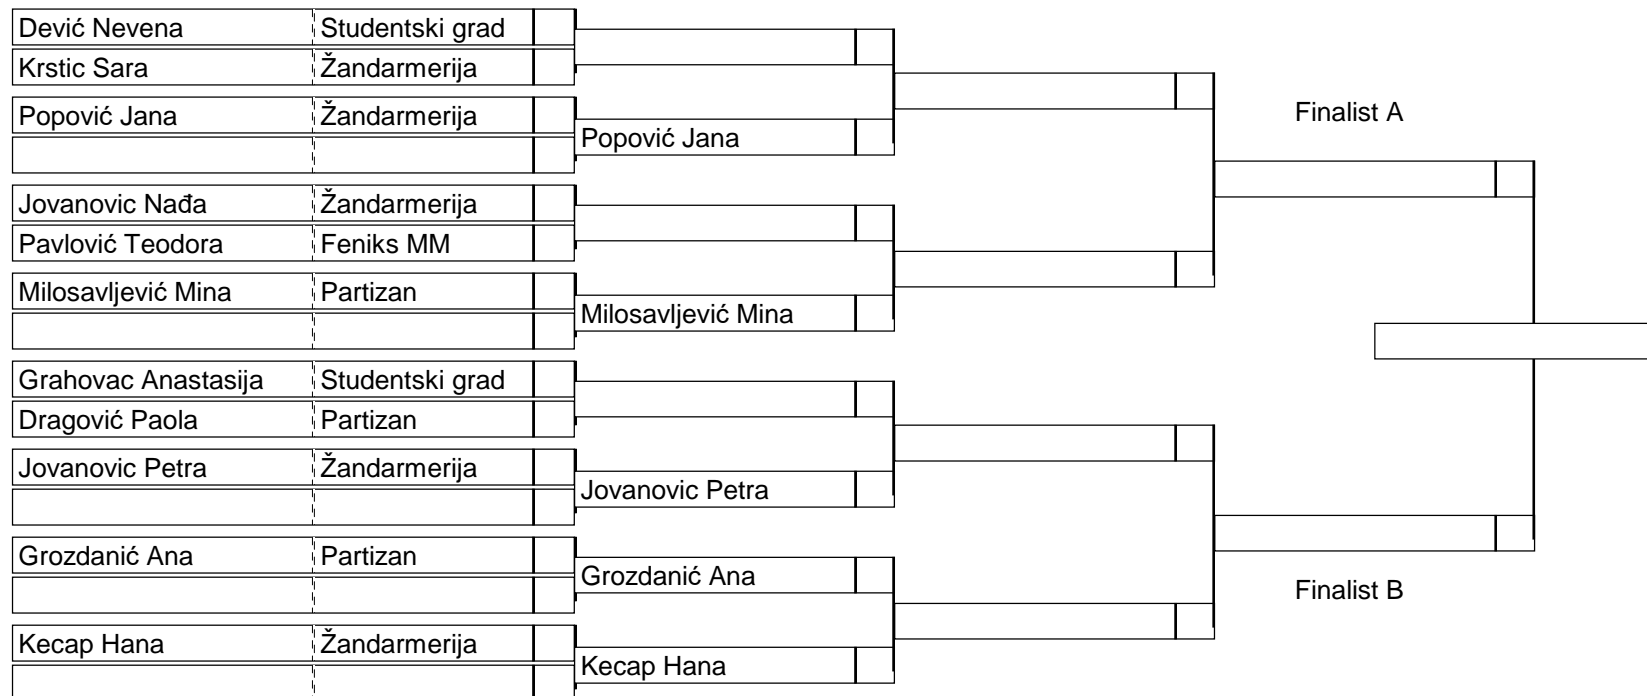 Dević Nevena Studentski grad
Krstic Sara Žandarmerija
Popović Jana Žandarmerija
Popović Jana
Jovanovic Nađa Žandarmerija
Pavlović Teodora Feniks MM
Milosavljević Mina Partizan
Milosavljević Mina
Grahovac Anastasija Studentski grad
Dragović Paola Partizan
Jovanovic Petra Žandarmerija
Jovanovic Petra
Grozdanić Ana Partizan
Grozdanić Ana
Kecap Hana Žandarmerija
Kecap Hana
Finalist A
Finalist B